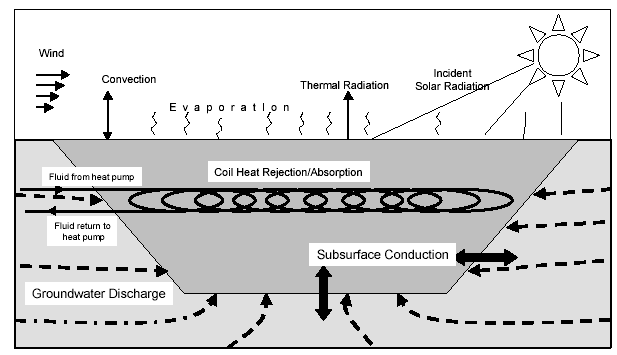 Wind
Convection
Evaporation
Thermal Radiation
Incident
Solar Radiation
Fluid from heat pump
Coil Heat Rejection/Absorption
Fluid return to
heat pump
Subsurface Conduction
Groundwater Discharge